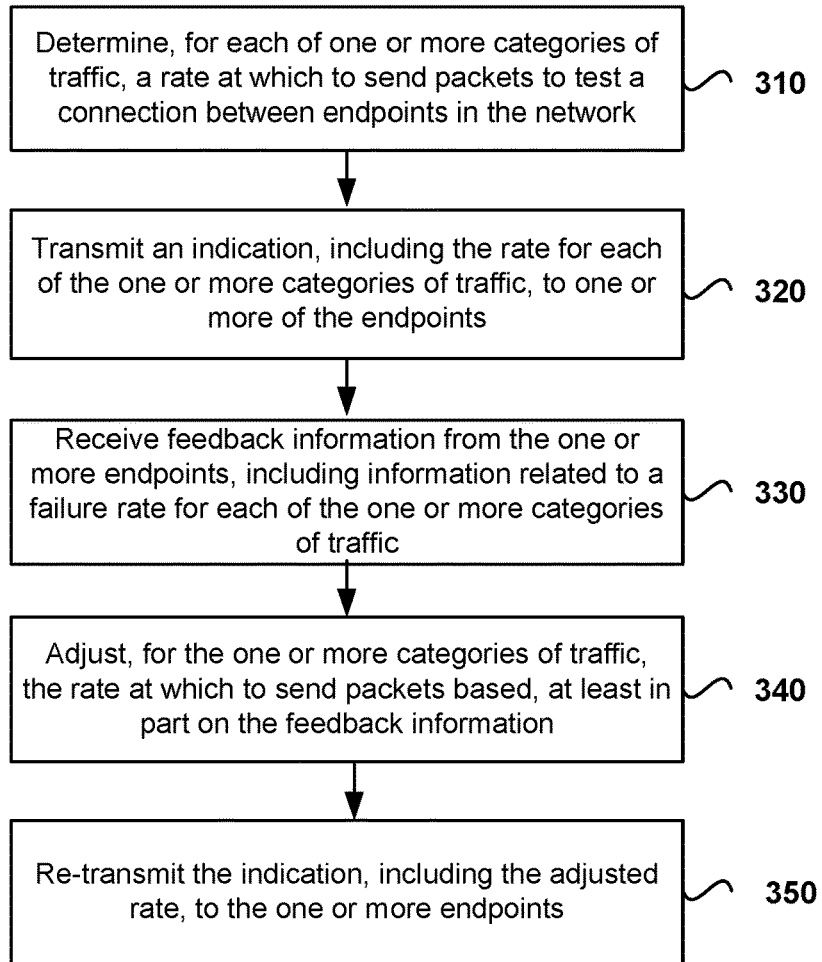 Determine, for each of one or more categories of
traffic, a rate at which to send packets to test a
connection between endpoints in the network
310
Transmit an indication, including the rate for each
of the one or more categories of traffic, to one or
more of the endpoints
320
Receive feedback information from the one or
more endpoints, including information related to a
failure rate for each of the one or more categories
of traffic
330
Adjust, for the one or more categories of traffic,
the rate at which to send packets based, at least in
part on the feedback information
340
Re-transmit the indication, including the adjusted
rate, to the one or more endpoints
350